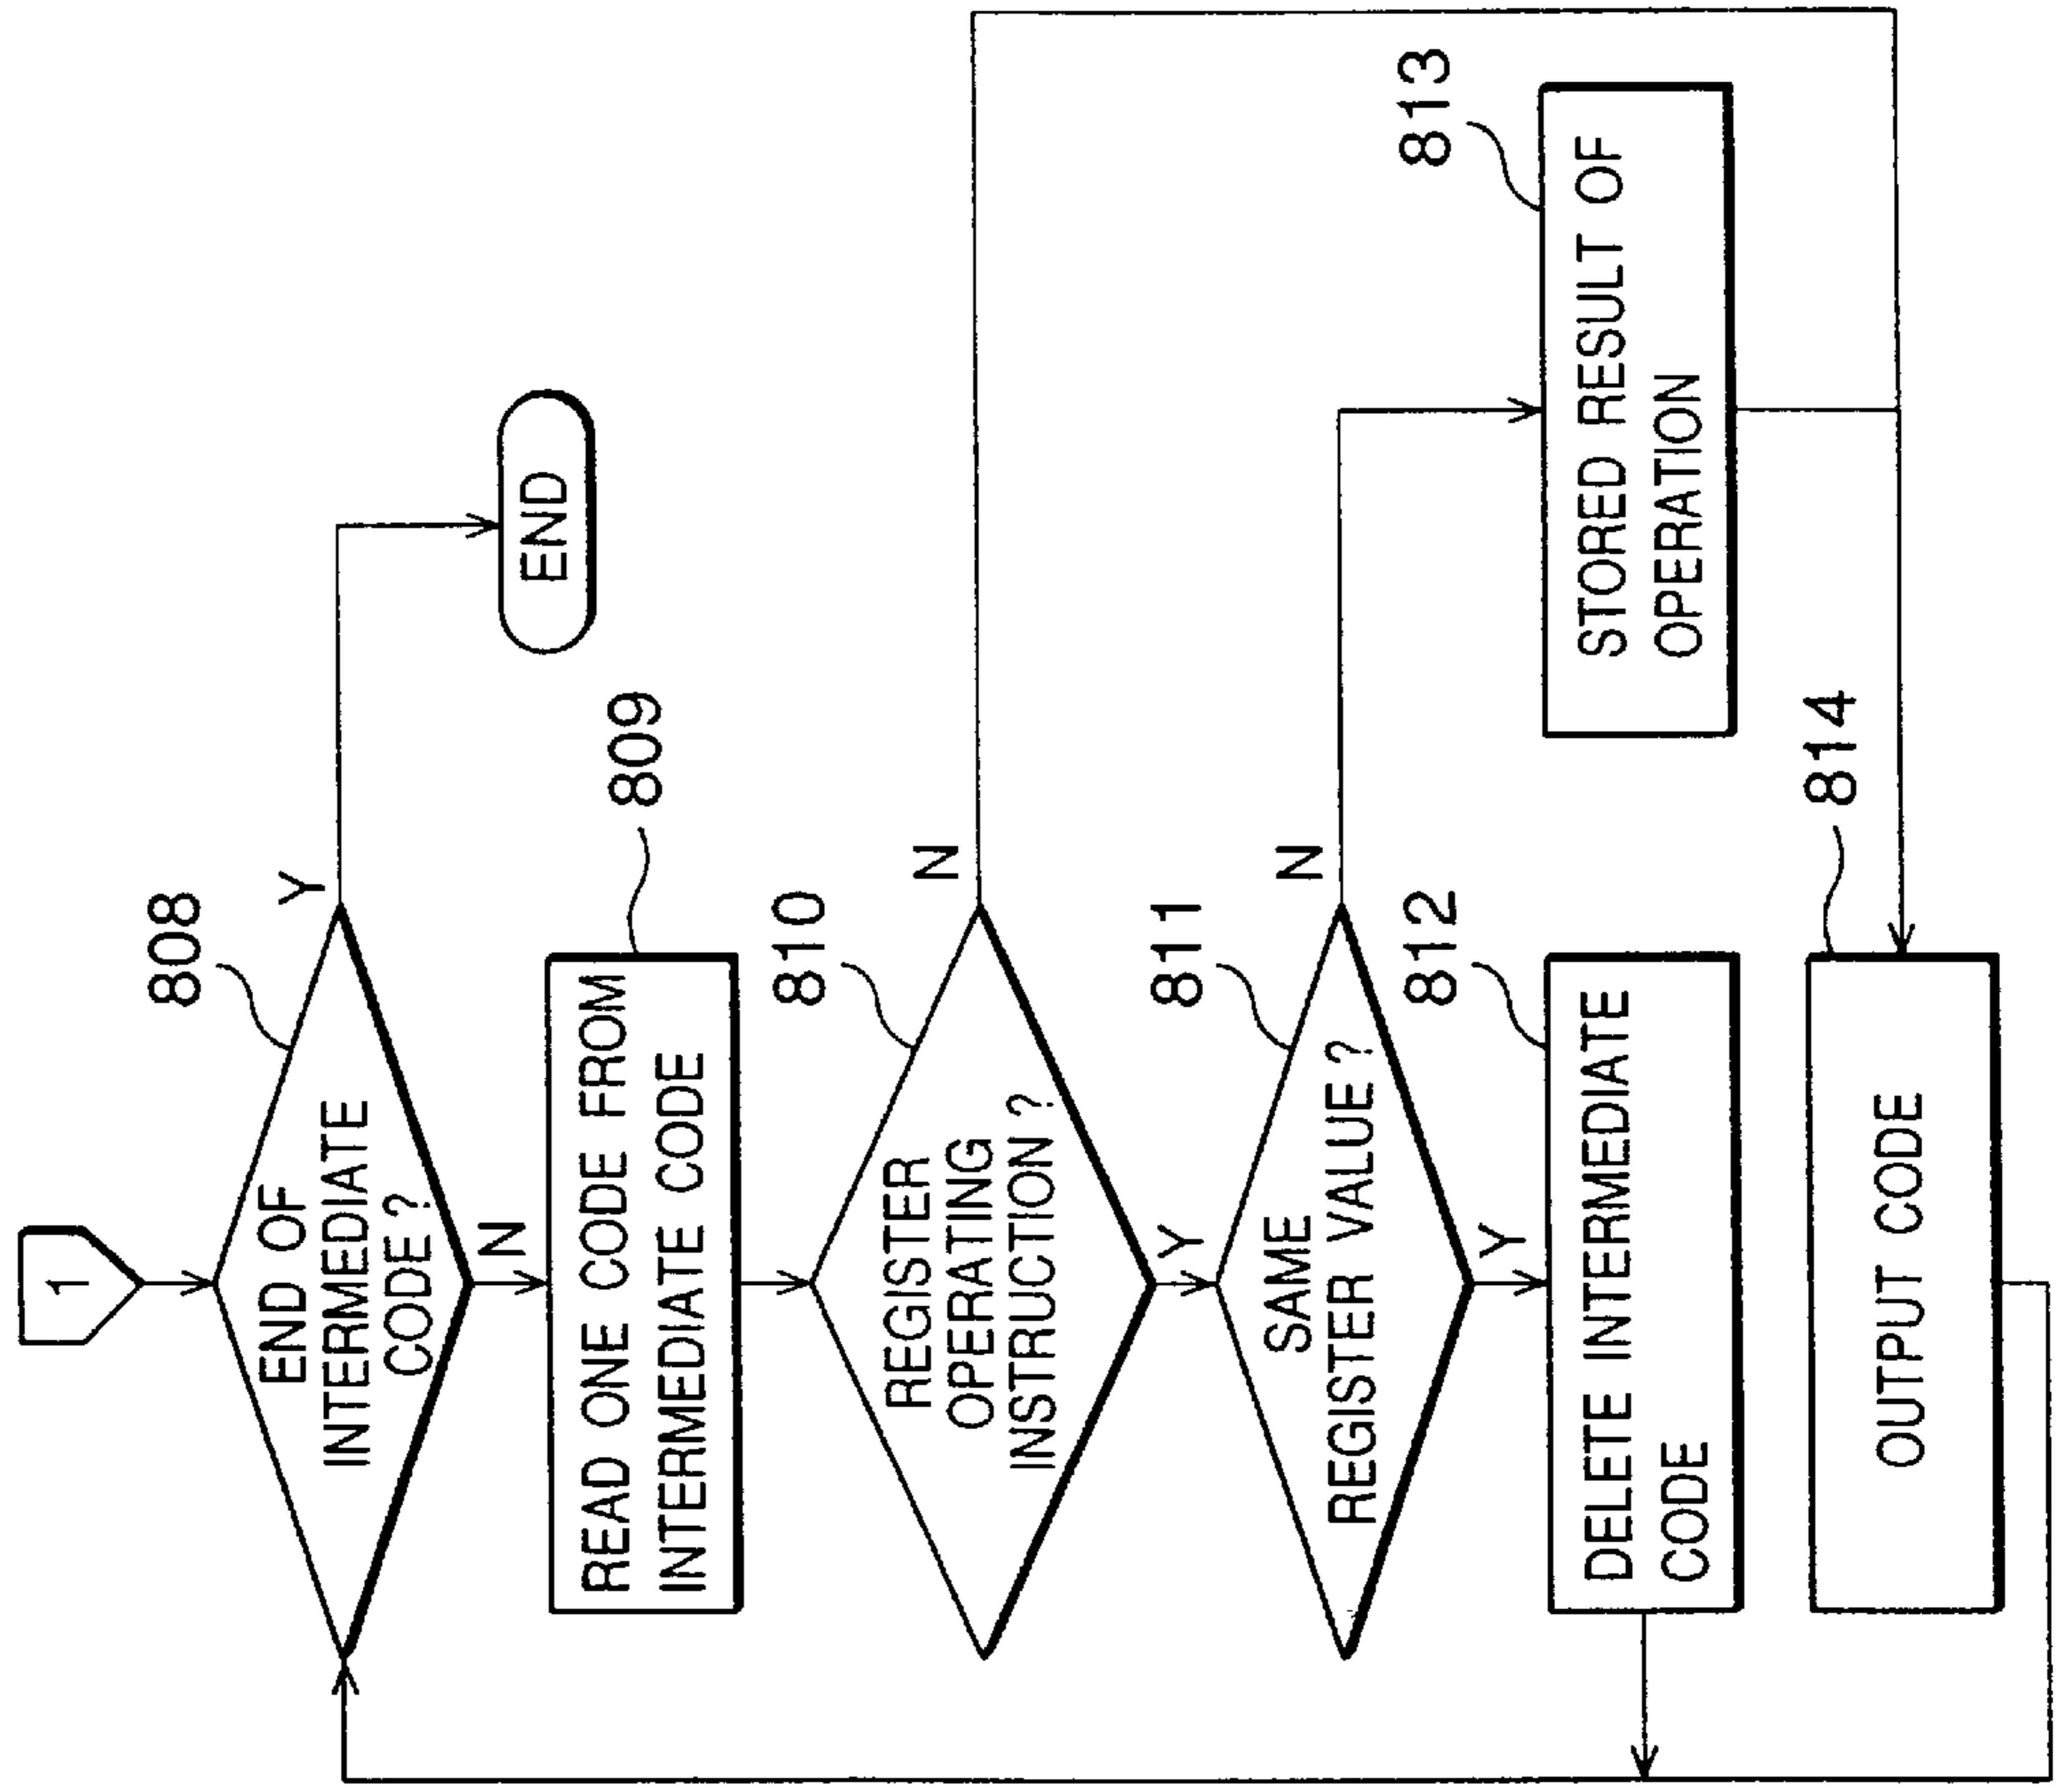 1
808
END OF
INTERMEDIATE
CODE?
Y
END
N
809
READ ONE CODE FROM
INTERMEDIATE CODE
810
REGISTER
OPERATING
INSTRUCTION?
N
Y
811
SAME
REGISTER VALUE?
N
Y
812
DELETE INTERMEDIATE
CODE
813
STORED RESULT OF
OPERATION
814
OUTPUT CODE